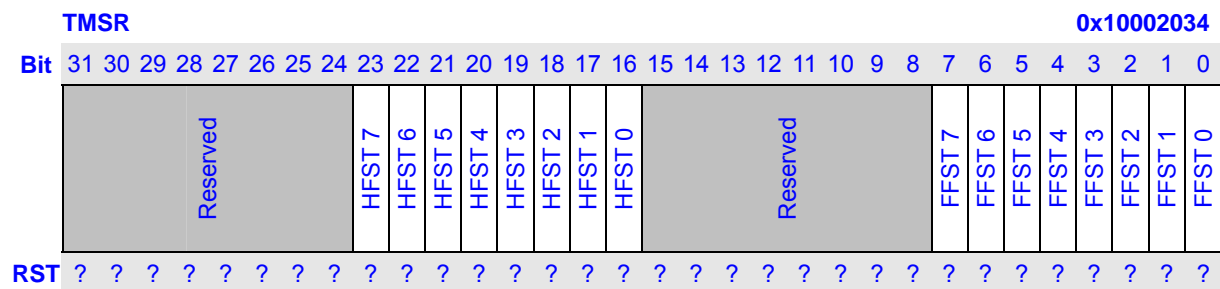 TMSR 0x10002034
Bit 31 30 29 28 27 26 25 24 23 22 21 20 19 18 17 16 15 14 13 12 11 10 9 8 7 6 5 4 3 2 1 0
Reserved HFST 7 HFST 6 HFST 5 HFST 4 HFST 3 HFST 2 HFST 1 HFST 0 Reserved FFST 7 FFST 6 FFST 5 FFST 4 FFST 3 FFST 2 FFST 1 FFST 0
RST ? ? ? ? ? ? ? ? ? ? ? ? ? ? ? ? ? ? ? ? ? ? ? ? ? ? ? ? ? ? ? ?